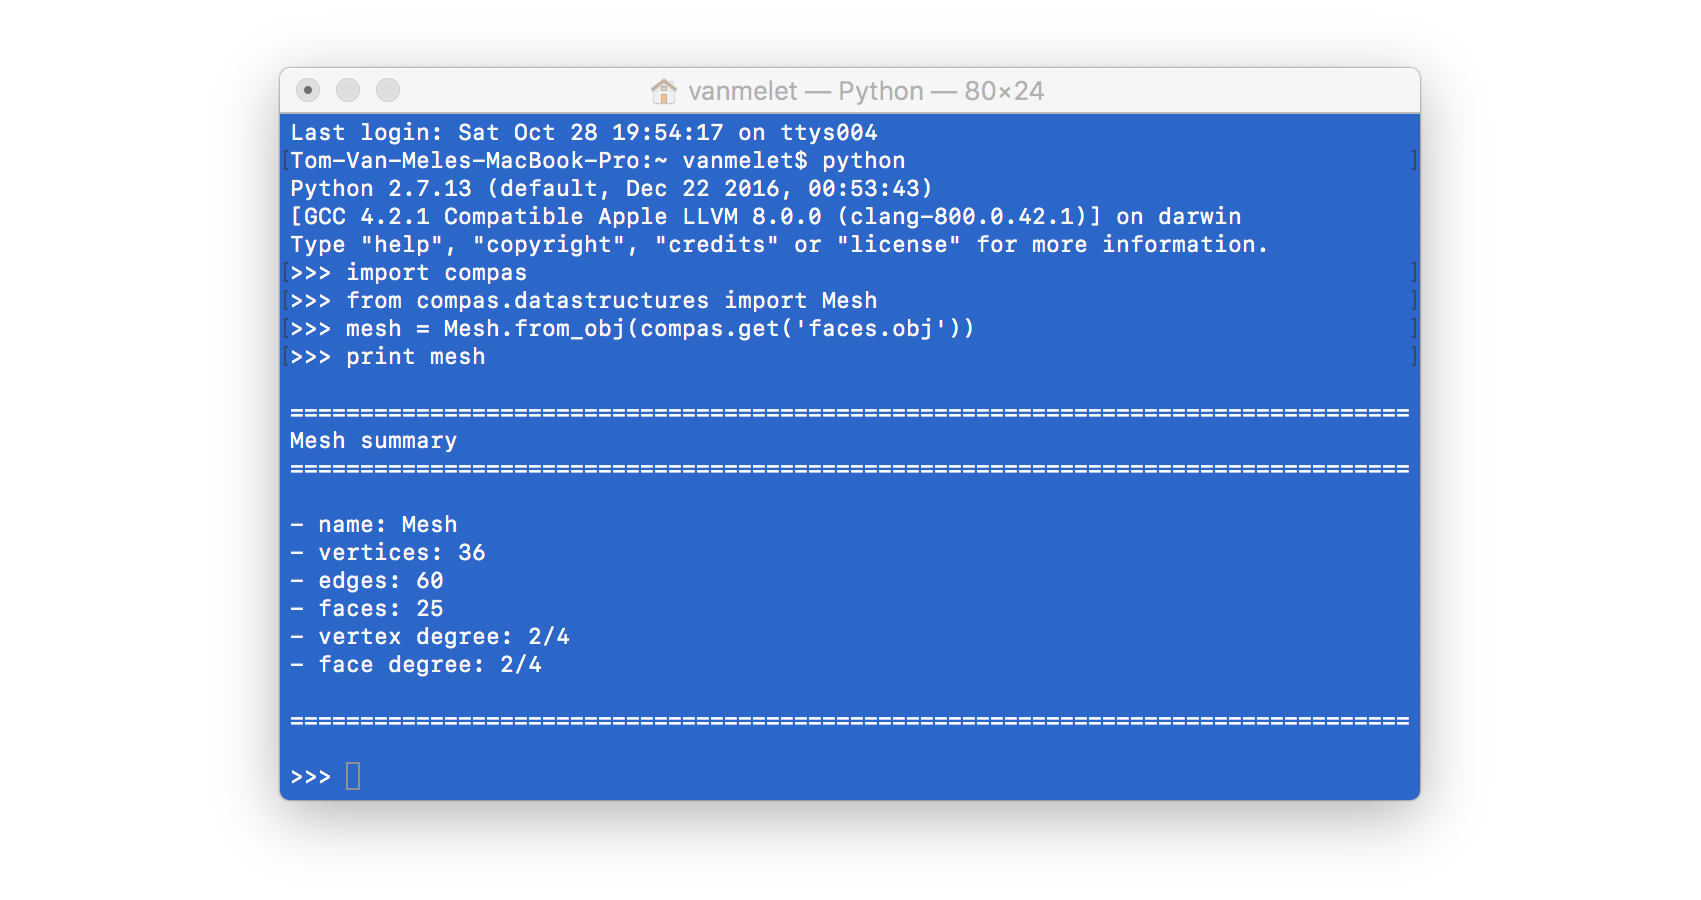 vanmelet — Python — 80×24
Last login: Sat Oct 28 19:54:17 on ttys004
[Tom-Van-Meles-MacBook-Pro:~ vanmelet$ python ]
Python 2.7.13 (default, Dec 22 2016, 00:53:43)
[GCC 4.2.1 Compatible Apple LLVM 8.0.0 (clang-800.0.42.1)] on darwin
Type "help", "copyright", "credits" or "license" for more information.
[>>> import compas ]
[>>> from compas.datastructures import Mesh ]
[>>> mesh = Mesh.from_obj(compas.get('faces.obj')) ]
[>>> print mesh ]
================================================================================
Mesh summary
================================================================================
- name: Mesh
- vertices: 36
- edges: 60
- faces: 25
- vertex degree: 2/4
- face degree: 2/4
================================================================================
>>>